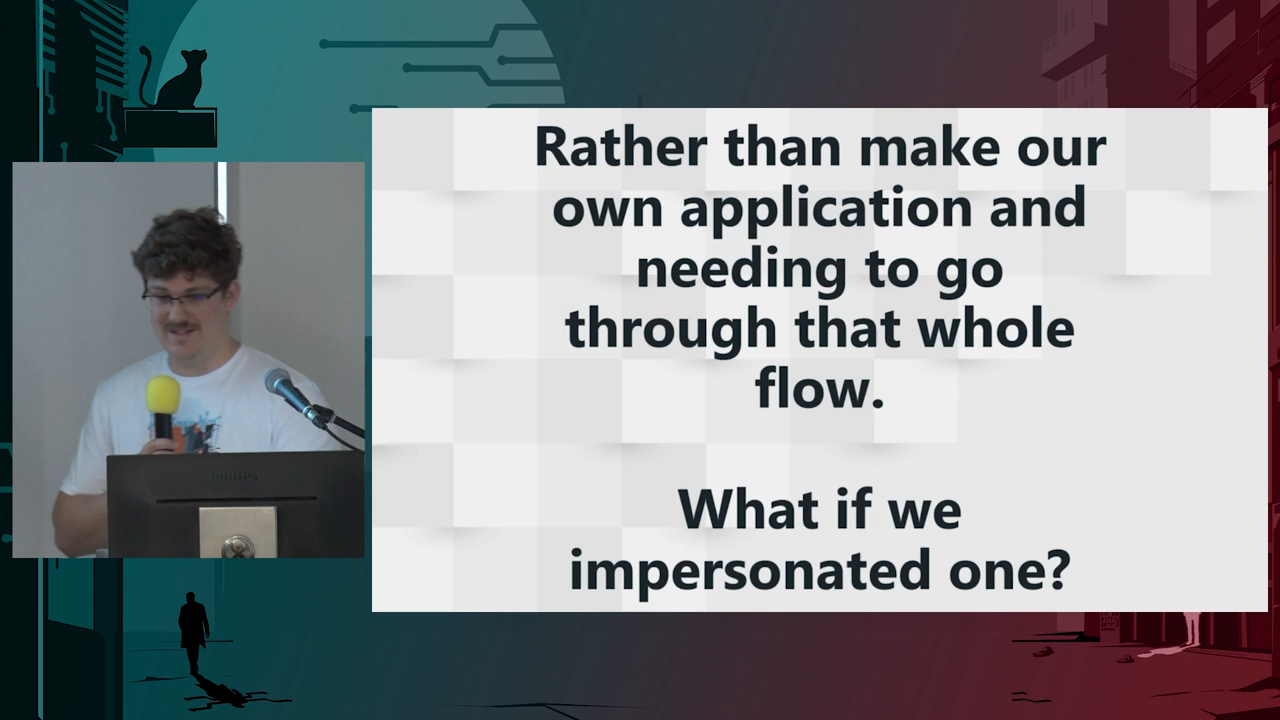 Rather than make our
own application and
needing to go
through that whole
flow.
What if we
impersonated one?
PHILIPS